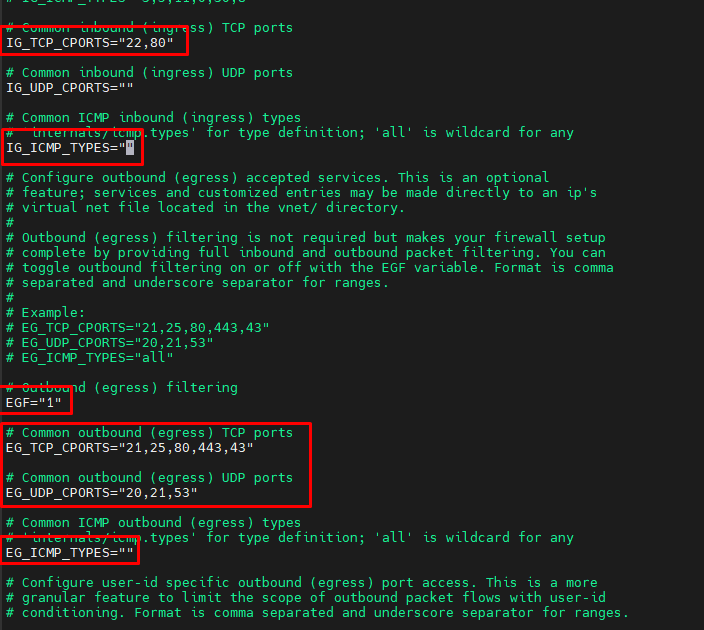 # Common inbound (ingress) TCP ports
IG_TCP_CPORTS="22,80"
# Common inbound (ingress) UDP ports
IG_UDP_CPORTS=""
# Common ICMP inbound (ingress) types
# 'internals/icmp.types' for type definition; 'all' is wildcard for any
IG_ICMP_TYPES=""
# Configure outbound (egress) accepted services. This is an optional
# feature; services and customized entries may be made directly to an ip's
# virtual net file located in the vnet/ directory.
#
# Outbound (egress) filtering is not required but makes your firewall setup
# complete by providing full inbound and outbound packet filtering. You can
# toggle outbound filtering on or off with the EGF variable. Format is comma
# separated and underscore separator for ranges.
#
# Example:
# EG_TCP_CPORTS="21,25,80,443,43"
# EG_UDP_CPORTS="20,21,53"
# EG_ICMP_TYPES="all"
# Outbound (egress) filtering
EGF="1"
# Common outbound (egress) TCP ports
EG_TCP_CPORTS="21,25,80,443,43"
# Common outbound (egress) UDP ports
EG_UDP_CPORTS="20,21,53"
# Common ICMP outbound (egress) types
# 'internals/icmp.types' for type definition; 'all' is wildcard for any
EG_ICMP_TYPES=""
# Configure user-id specific outbound (egress) port access. This is a more
# granular feature to limit the scope of outbound packet flows with user-id
# conditioning. Format is comma separated and underscore separator for ranges.